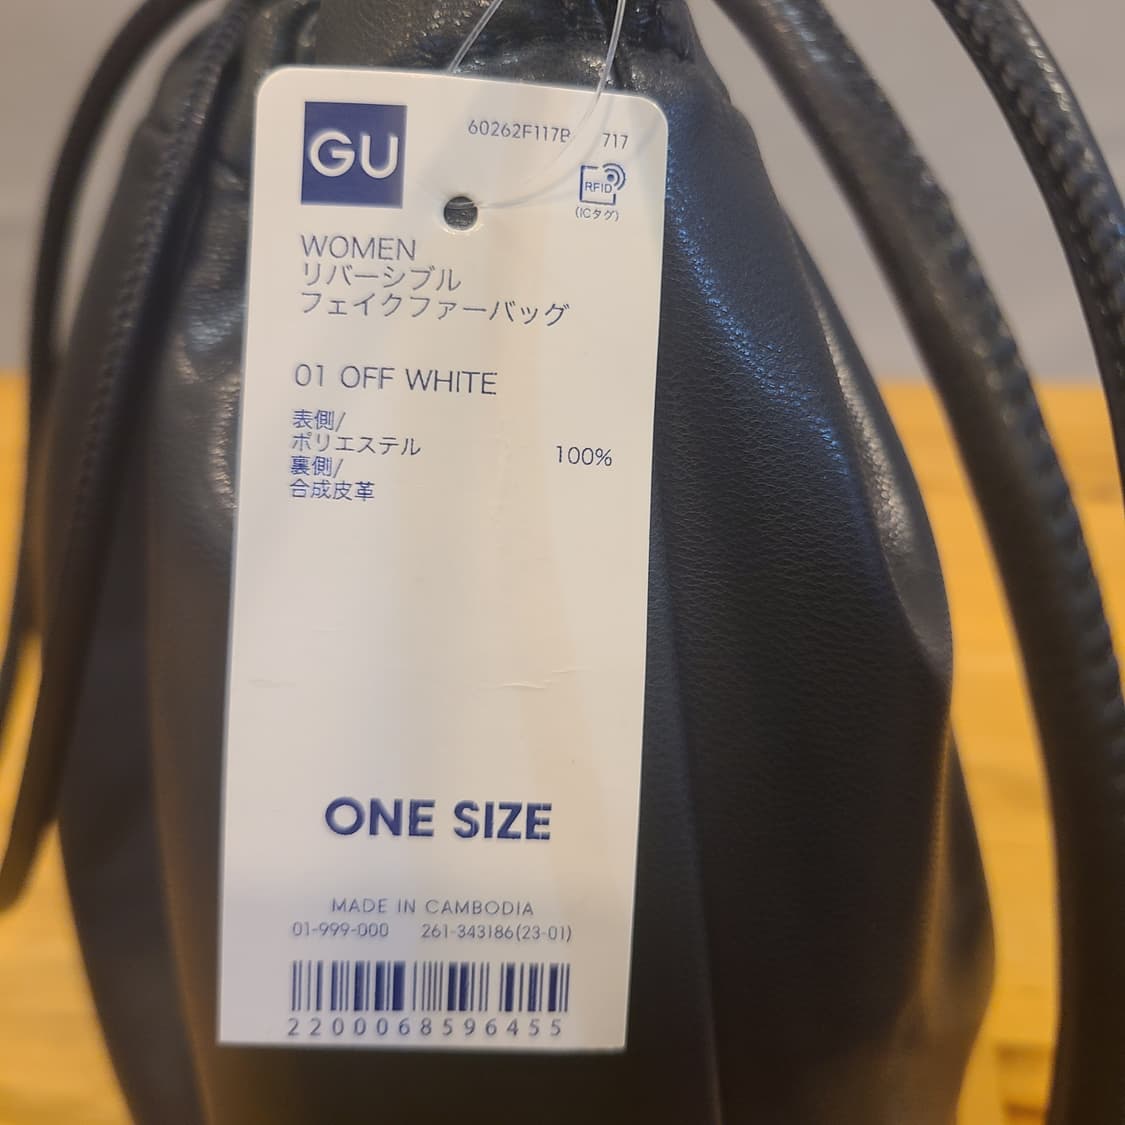 GU
60262F117B 717
RFID
(ICタグ)
WOMEN
リバーシブル
フェイクファーバッグ
01 OFF WHITE
表側/
ポリエステル 100%
裏側/
合成皮革
ONE SIZE
MADE IN CAMBODIA
01-999-000 261-343186(23-01)
2200068596455